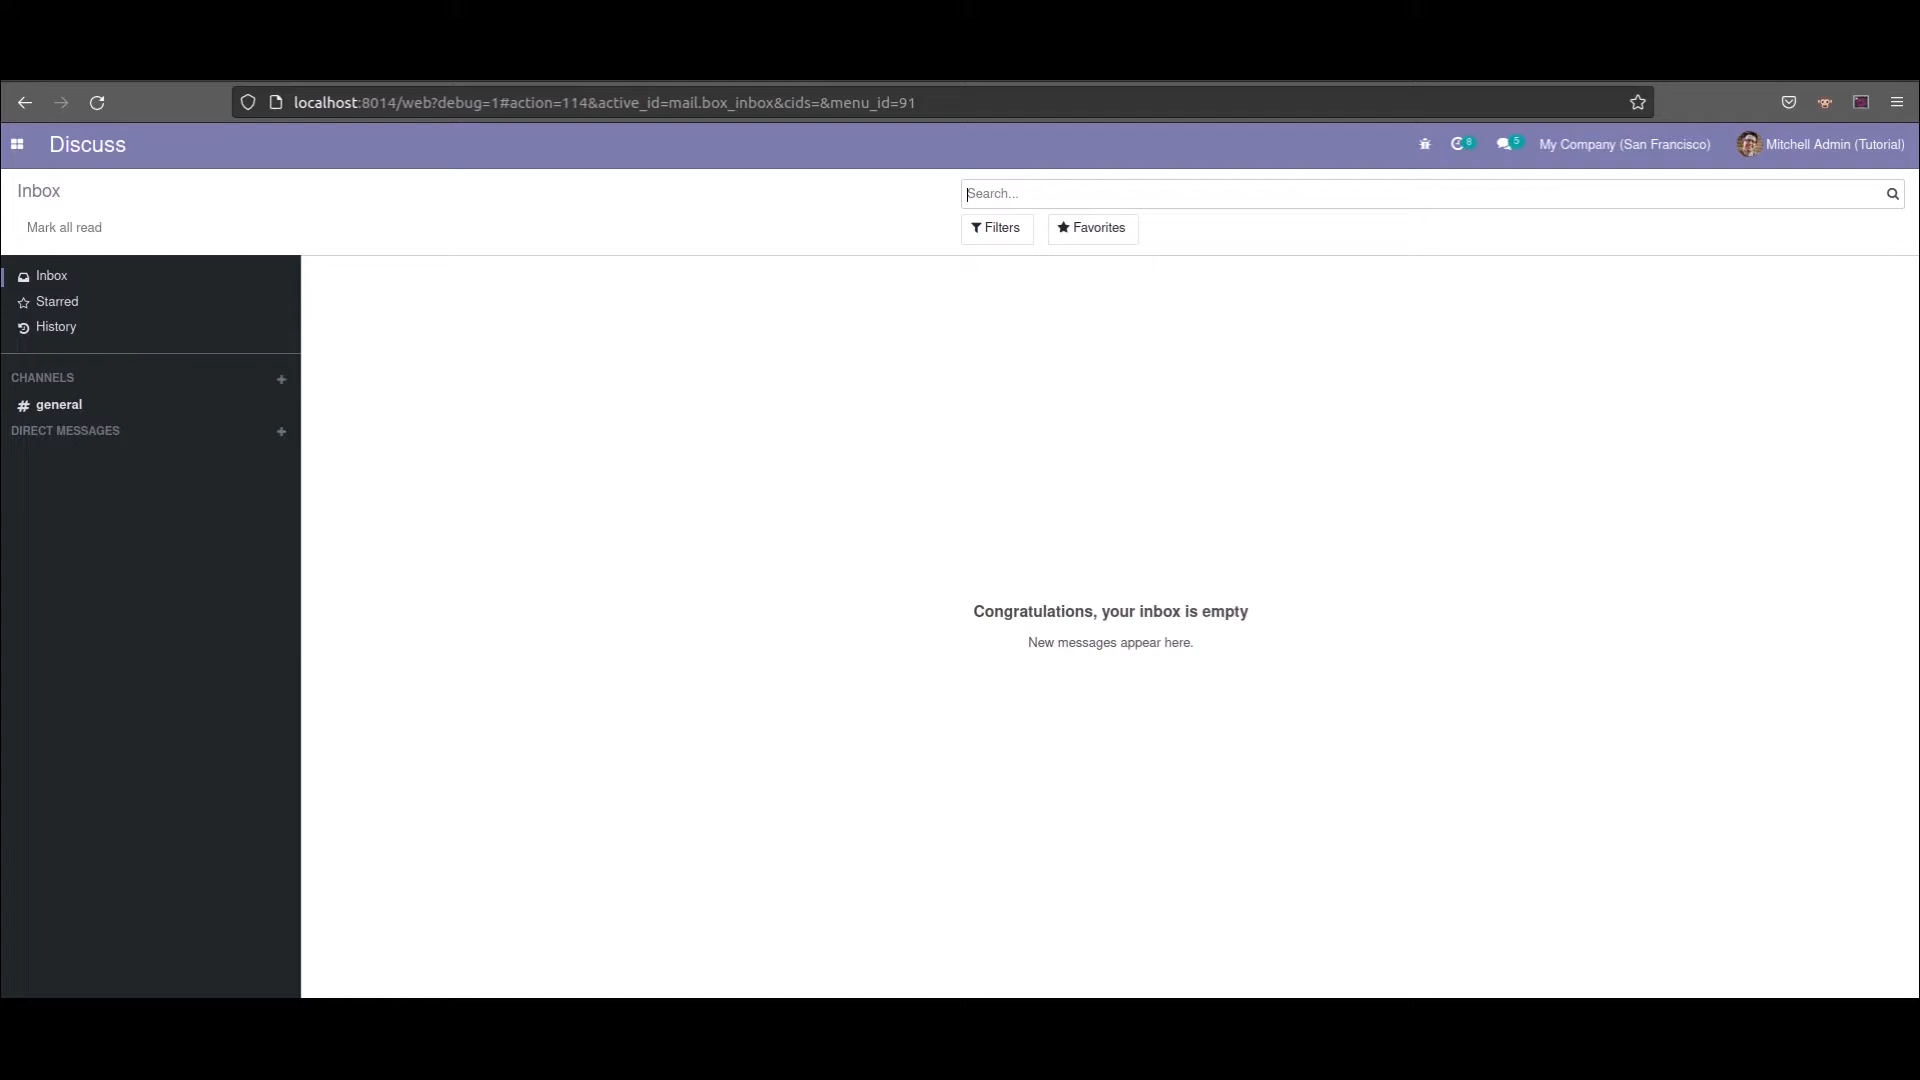 localhost:8014/web?debug=1#action=114&active_id=mail.box_inbox&cids=&menu_id=91
Discuss
8
5
My Company (San Francisco)
Mitchell Admin (Tutorial)
Inbox
Search...
Mark all read
Filters
Favorites
Inbox
Starred
History
CHANNELS
# general
DIRECT MESSAGES
Congratulations, your inbox is empty
New messages appear here.